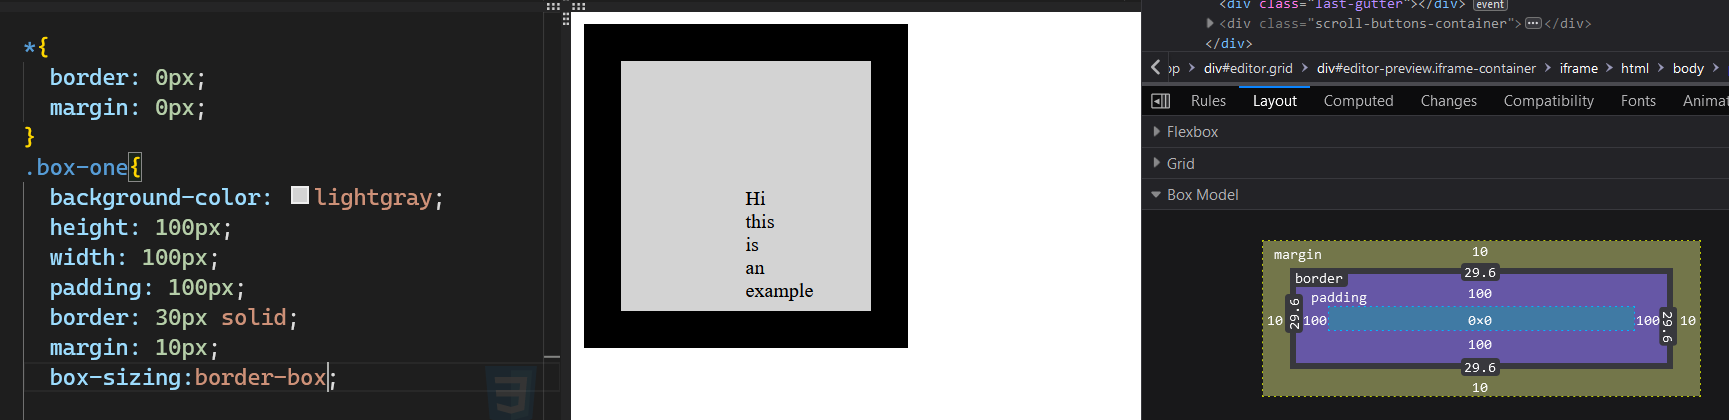 *{
border: 0px;
margin: 0px;
}
.box-one{
background-color: lightgray;
height: 100px;
width: 100px;
padding: 100px;
border: 30px solid;
margin: 10px;
box-sizing:border-box;
Hi
this
is
an
example
<div class="last-gutter"></div> event
<div class="scroll-buttons-container"> ⋯ </div>
</div>
op > div#editor.grid > div#editor-preview.iframe-container > iframe > html > body
Rules Layout Computed Changes Compatibility Fonts Animat
Flexbox
Grid
Box Model
margin 10
border 29.6
padding 100
10 29.6 100 0×0 100 29.6 10
100
29.6
10